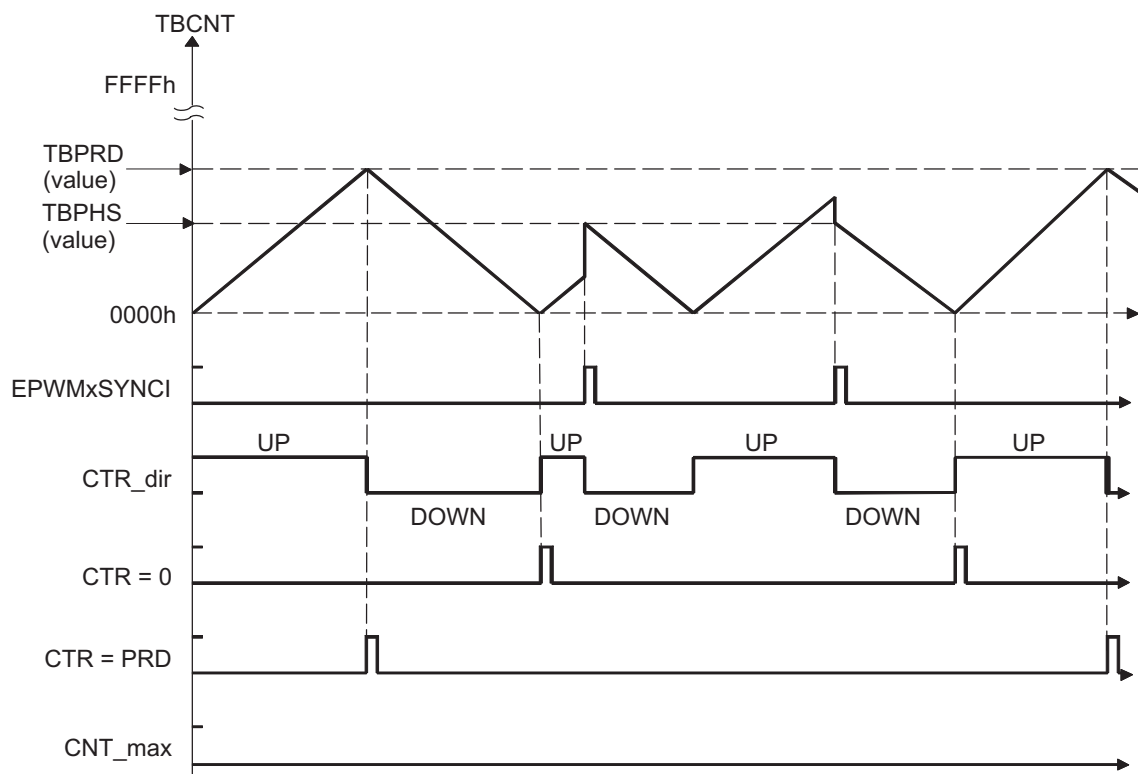 TBCNT
FFFFh
TBPRD
(value)
TBPHS
(value)
0000h
EPWMxSYNCI
UP
UP
UP
UP
CTR_dir
DOWN
DOWN
DOWN
CTR = 0
CTR = PRD
CNT_max